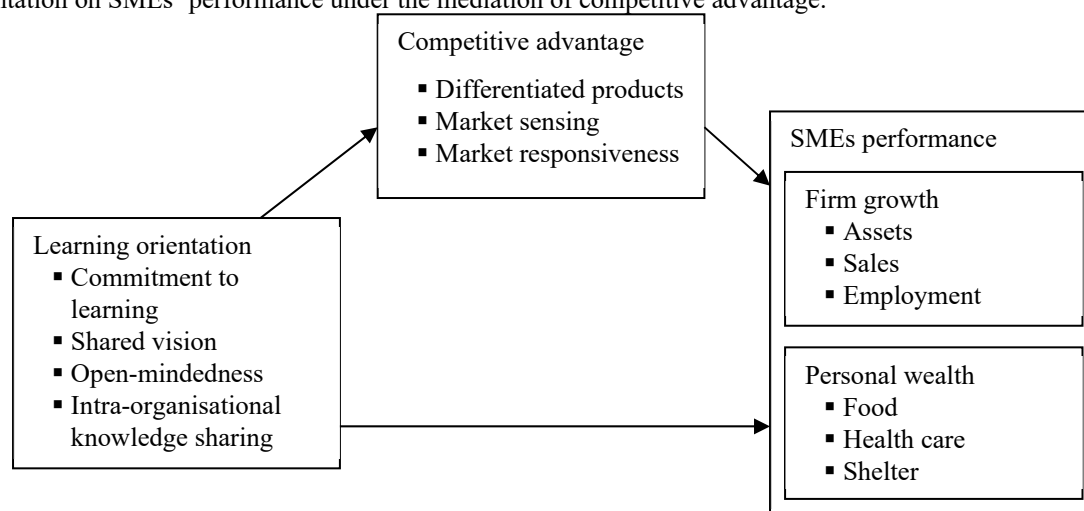 ntation on SMEs' performance under the mediation of competitive advantage.
Competitive advantage
▪ Differentiated products
▪ Market sensing
▪ Market responsiveness
SMEs performance
Firm growth
▪ Assets
▪ Sales
▪ Employment
Learning orientation
▪ Commitment to
learning
▪ Shared vision
▪ Open-mindedness
▪ Intra-organisational
knowledge sharing
Personal wealth
▪ Food
▪ Health care
▪ Shelter